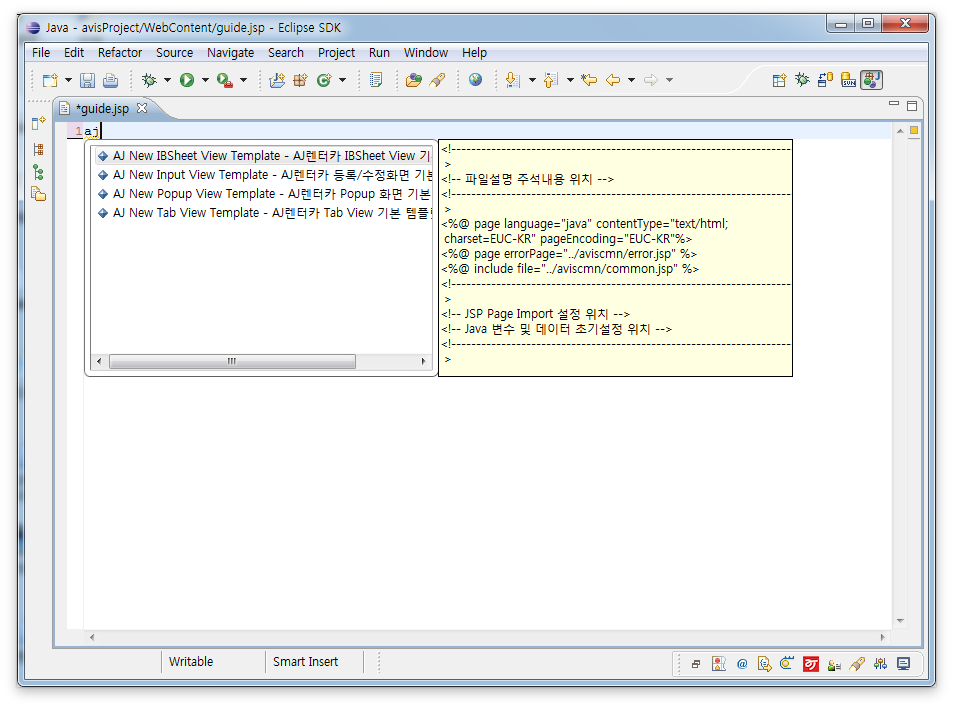 Java - avisProject/WebContent/guide.jsp - Eclipse SDK
File Edit Refactor Source Navigate Search Project Run Window Help
*guide.jsp
1 aj
AJ New IBSheet View Template - AJ렌터카 IBSheet View 기
AJ New Input View Template - AJ렌터카 등록/수정화면 기본
AJ New Popup View Template - AJ렌터카 Popup 화면 기본
AJ New Tab View Template - AJ렌터카 Tab View 기본 템플릿
<!--------------------------------------------------------------------------
>
<!-- 파일설명 주석내용 위치 -->
<!--------------------------------------------------------------------------
>
<%@ page language="java" contentType="text/html;
charset=EUC-KR" pageEncoding="EUC-KR"%>
<%@ page errorPage="../aviscmn/error.jsp" %>
<%@ include file="../aviscmn/common.jsp" %>
<!--------------------------------------------------------------------------
>
<!-- JSP Page Import 설정 위치 -->
<!-- Java 변수 및 데이터 초기설정 위치 -->
<!--------------------------------------------------------------------------
>
Writable Smart Insert